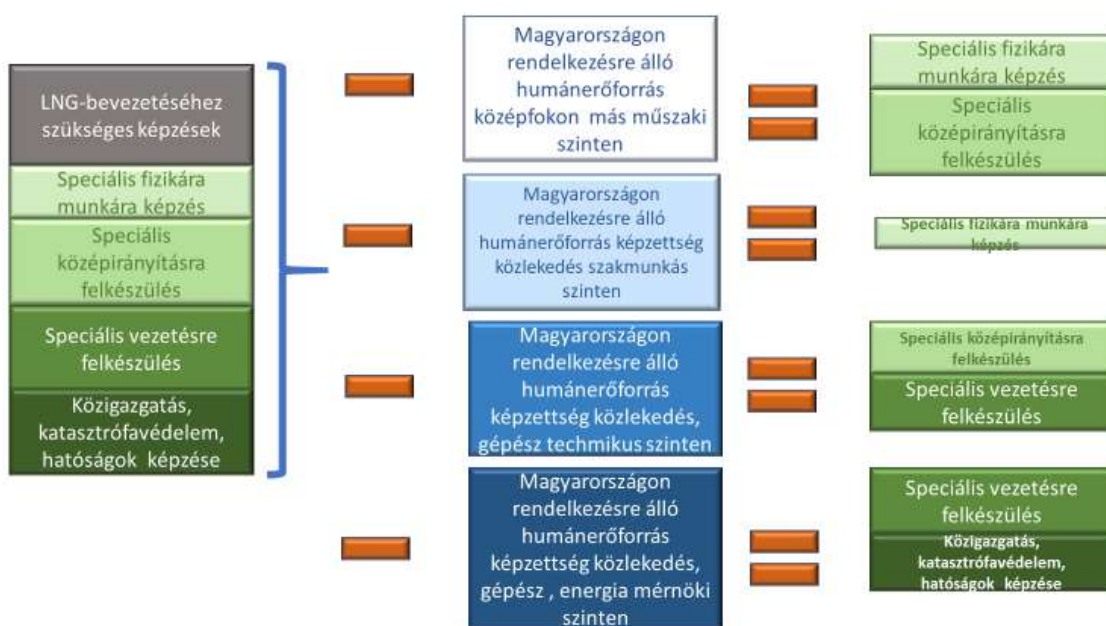 LNG-bevezetéséhez
szükséges képzések
Speciális fizikára
munkára képzés
Speciális
középirányításra
felkészülés
Speciális vezetésre
felkészülés
Közigazgatás,
katasztrófavédelem,
hatóságok képzése
Magyarországon
rendelkezésre álló
humánerőforrás
középfokon más műszaki
szinten
Magyarországon
rendelkezésre álló
humánerőforrás képzettség
közlekedés szakmunkás
szinten
Magyarországon
rendelkezésre álló
humánerőforrás
képzettség közlekedés,
gépész technikus szinten
Magyarországon
rendelkezésre álló
humánerőforrás
képzettség közlekedés,
gépész , energia mérnöki
szinten
Speciális fizikára
munkára képzés
Speciális
középirányításra
felkészülés
Speciális fizikára munkára
képzés
Speciális középirányításra
felkészülés
Speciális vezetésre
felkészülés
Speciális vezetésre
felkészülés
Közigazgatás,
katasztrófavédelem,
hatóságok képzése